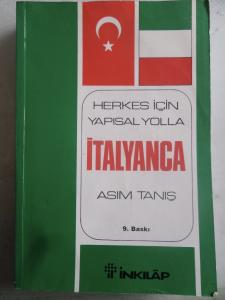 HERKES İÇİN
YAPISAL YOLLA
İTALYANCA
ASIM TANIŞ
9. Baskı
İNKILÂP